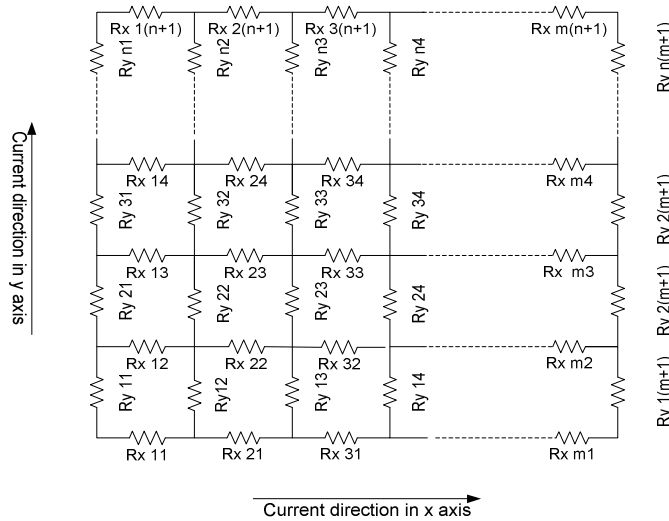 Rx 1(n+1) Rx 2(n+1) Rx 3(n+1) Rx m(n+1)
Ry n1 Ry n2 Ry n3 Ry n4 Ry n(m+1)
Rx 14 Rx 24 Rx 34 Rx m4
Ry 31 Ry 32 Ry 33 Ry 34 Ry 2(m+1)
Rx 13 Rx 23 Rx 33 Rx m3
Ry 21 Ry 22 Ry 23 Ry 24 Ry 2(m+1)
Rx 12 Rx 22 Rx 32 Rx m2
Ry 11 Ry12 Ry 13 Ry 14 Ry 1(m+1)
Rx 11 Rx 21 Rx 31 Rx m1
Current direction in y axis
Current direction in x axis